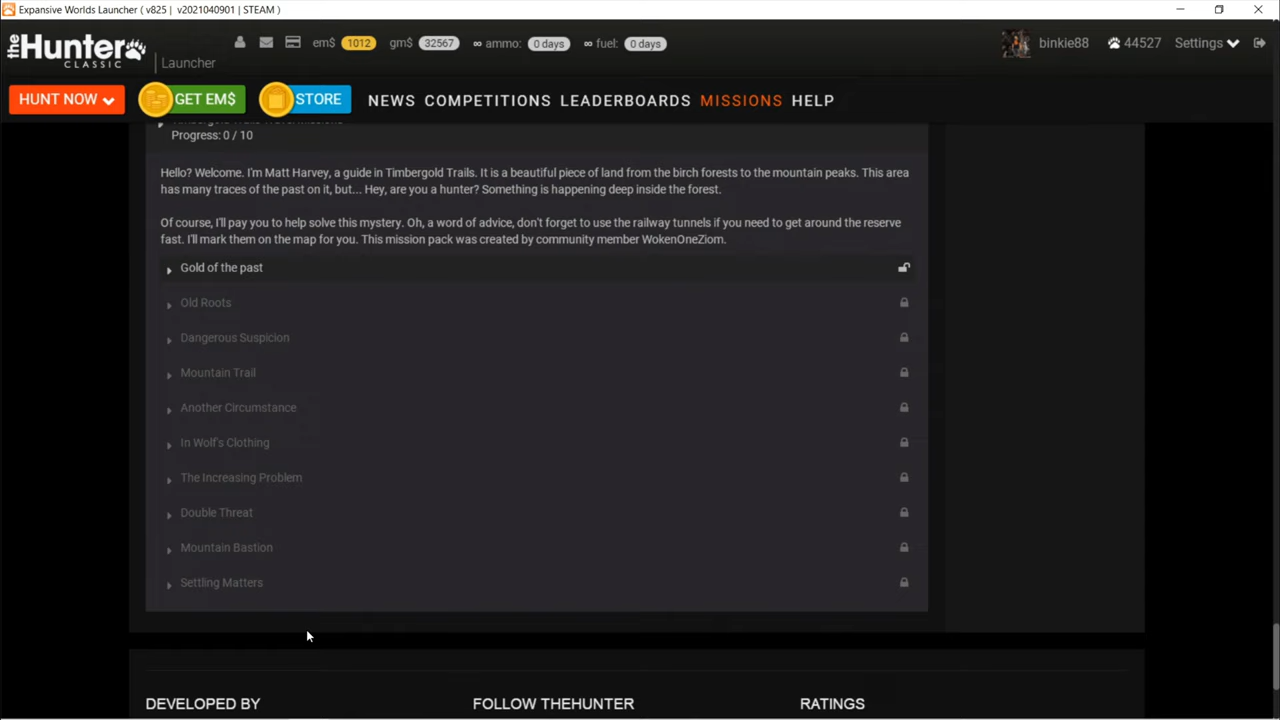 Expansive Worlds Launcher ( v825 | v2021040901 | STEAM )
theHunter CLASSIC Launcher
em$ 1012 gm$ 32567 ∞ ammo: 0 days ∞ fuel: 0 days binkie88 44527 Settings
HUNT NOW GET EM$ STORE NEWS COMPETITIONS LEADERBOARDS MISSIONS HELP
Progress: 0 / 10
Hello? Welcome. I'm Matt Harvey, a guide in Timbergold Trails. It is a beautiful piece of land from the birch forests to the mountain peaks. This area
has many traces of the past on it, but... Hey, are you a hunter? Something is happening deep inside the forest.
Of course, I'll pay you to help solve this mystery. Oh, a word of advice, don't forget to use the railway tunnels if you need to get around the reserve
fast. I'll mark them on the map for you. This mission pack was created by community member WokenOneZiom.
Gold of the past
Old Roots
Dangerous Suspicion
Mountain Trail
Another Circumstance
In Wolf's Clothing
The Increasing Problem
Double Threat
Mountain Bastion
Settling Matters
DEVELOPED BY FOLLOW THEHUNTER RATINGS